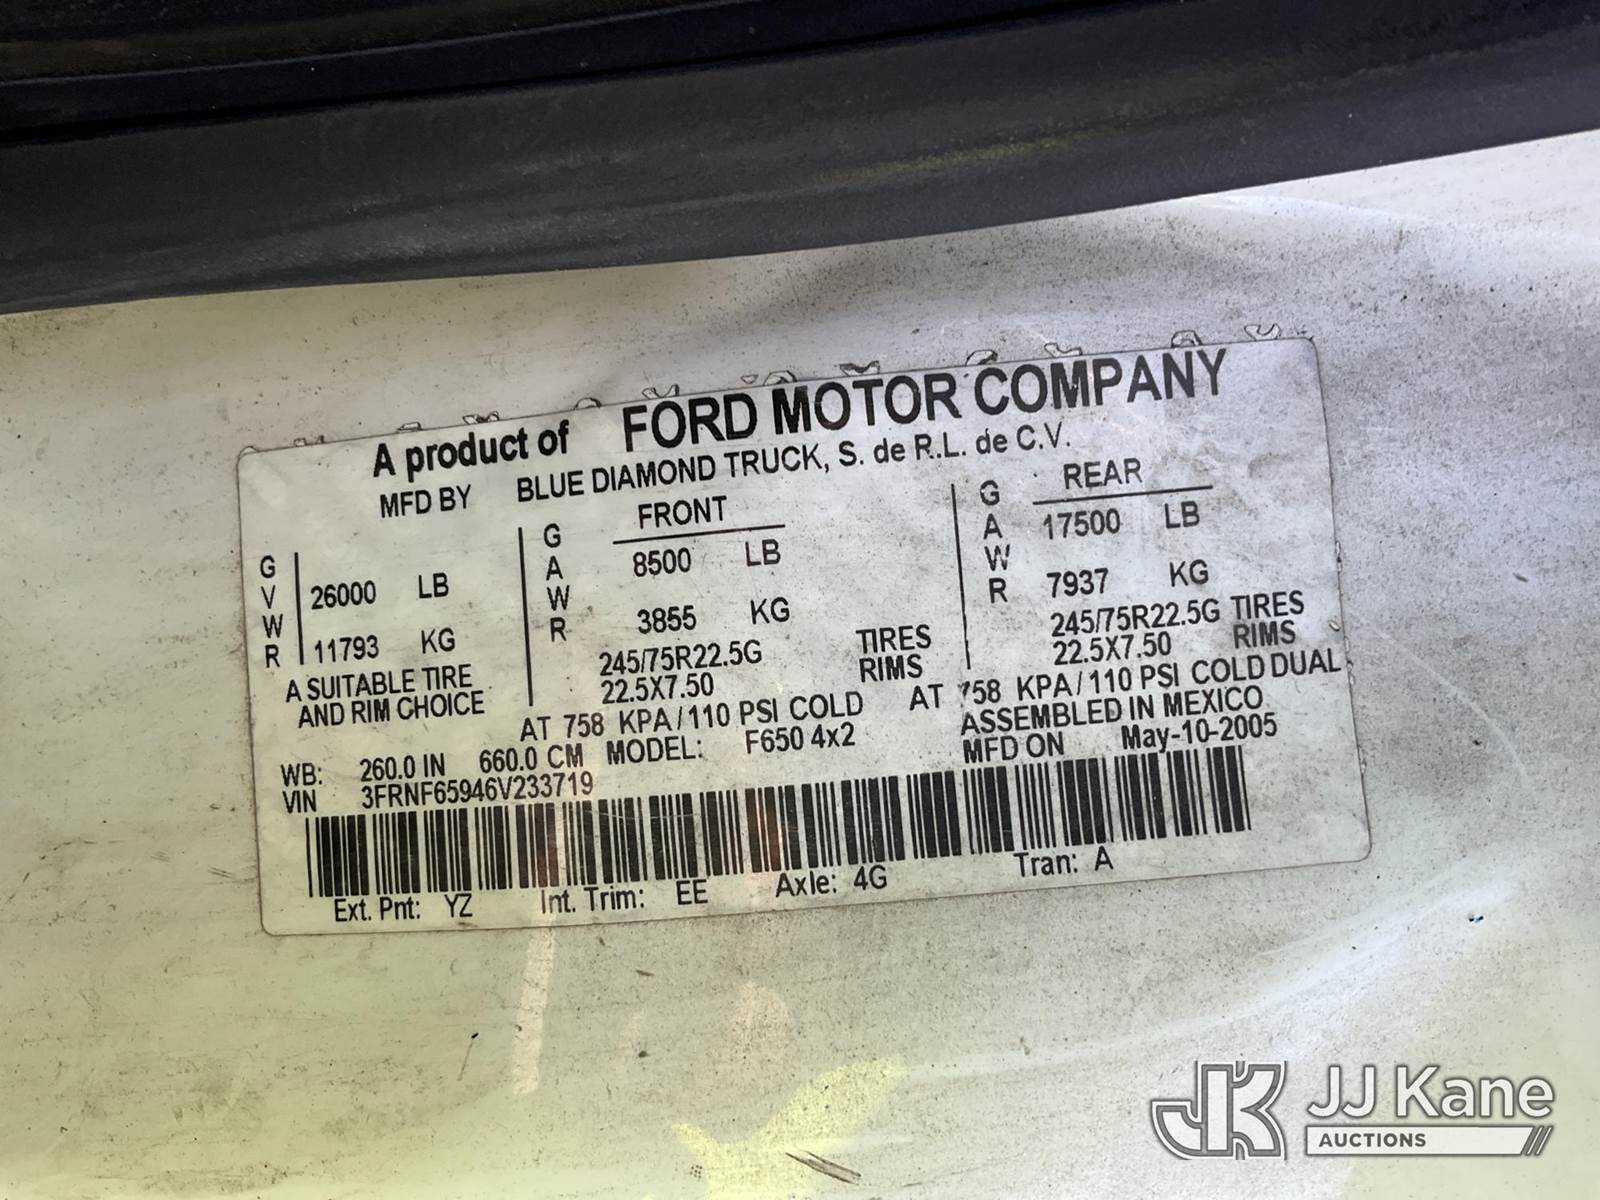 A product of FORD MOTOR COMPANY
MFD BY BLUE DIAMOND TRUCK, S. de R.L. de C.V.
GVWR 26000 LB
11793 KG
A SUITABLE TIRE
AND RIM CHOICE
GAWR FRONT
8500 LB
3855 KG
245/75R22.5G TIRES
22.5X7.50 RIMS
AT 758 KPA/110 PSI COLD
GAWR REAR
17500 LB
7937 KG
245/75R22.5G TIRES
22.5X7.50 RIMS
AT 758 KPA/110 PSI COLD DUAL
ASSEMBLED IN MEXICO
WB: 260.0 IN 660.0 CM MODEL: F650 4x2 MFD ON May-10-2005
VIN 3FRNF65946V233719
Ext. Pnt: YZ Int. Trim: EE Axle: 4G Tran: A
JK JJ Kane
AUCTIONS